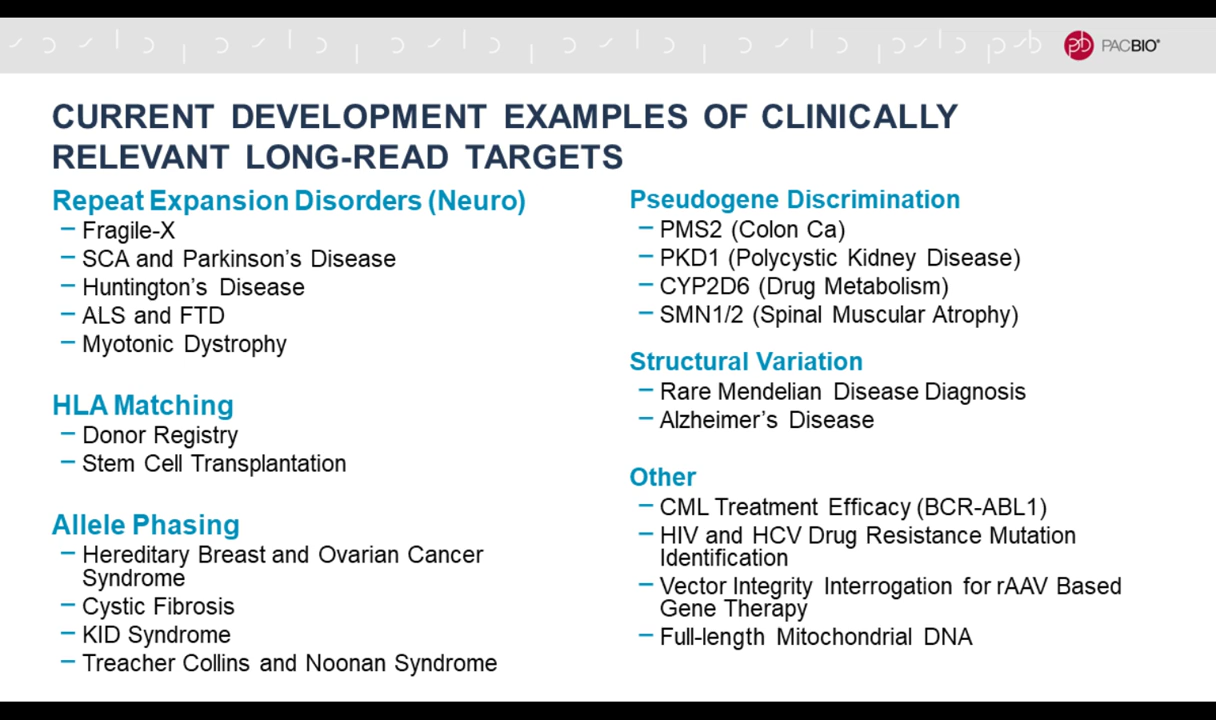 PACBIO®
CURRENT DEVELOPMENT EXAMPLES OF CLINICALLY
RELEVANT LONG-READ TARGETS
Repeat Expansion Disorders (Neuro)
– Fragile-X
– SCA and Parkinson's Disease
– Huntington's Disease
– ALS and FTD
– Myotonic Dystrophy
HLA Matching
– Donor Registry
– Stem Cell Transplantation
Allele Phasing
– Hereditary Breast and Ovarian Cancer
Syndrome
– Cystic Fibrosis
– KID Syndrome
– Treacher Collins and Noonan Syndrome
Pseudogene Discrimination
– PMS2 (Colon Ca)
– PKD1 (Polycystic Kidney Disease)
– CYP2D6 (Drug Metabolism)
– SMN1/2 (Spinal Muscular Atrophy)
Structural Variation
– Rare Mendelian Disease Diagnosis
– Alzheimer's Disease
Other
– CML Treatment Efficacy (BCR-ABL1)
– HIV and HCV Drug Resistance Mutation
Identification
– Vector Integrity Interrogation for rAAV Based
Gene Therapy
– Full-length Mitochondrial DNA